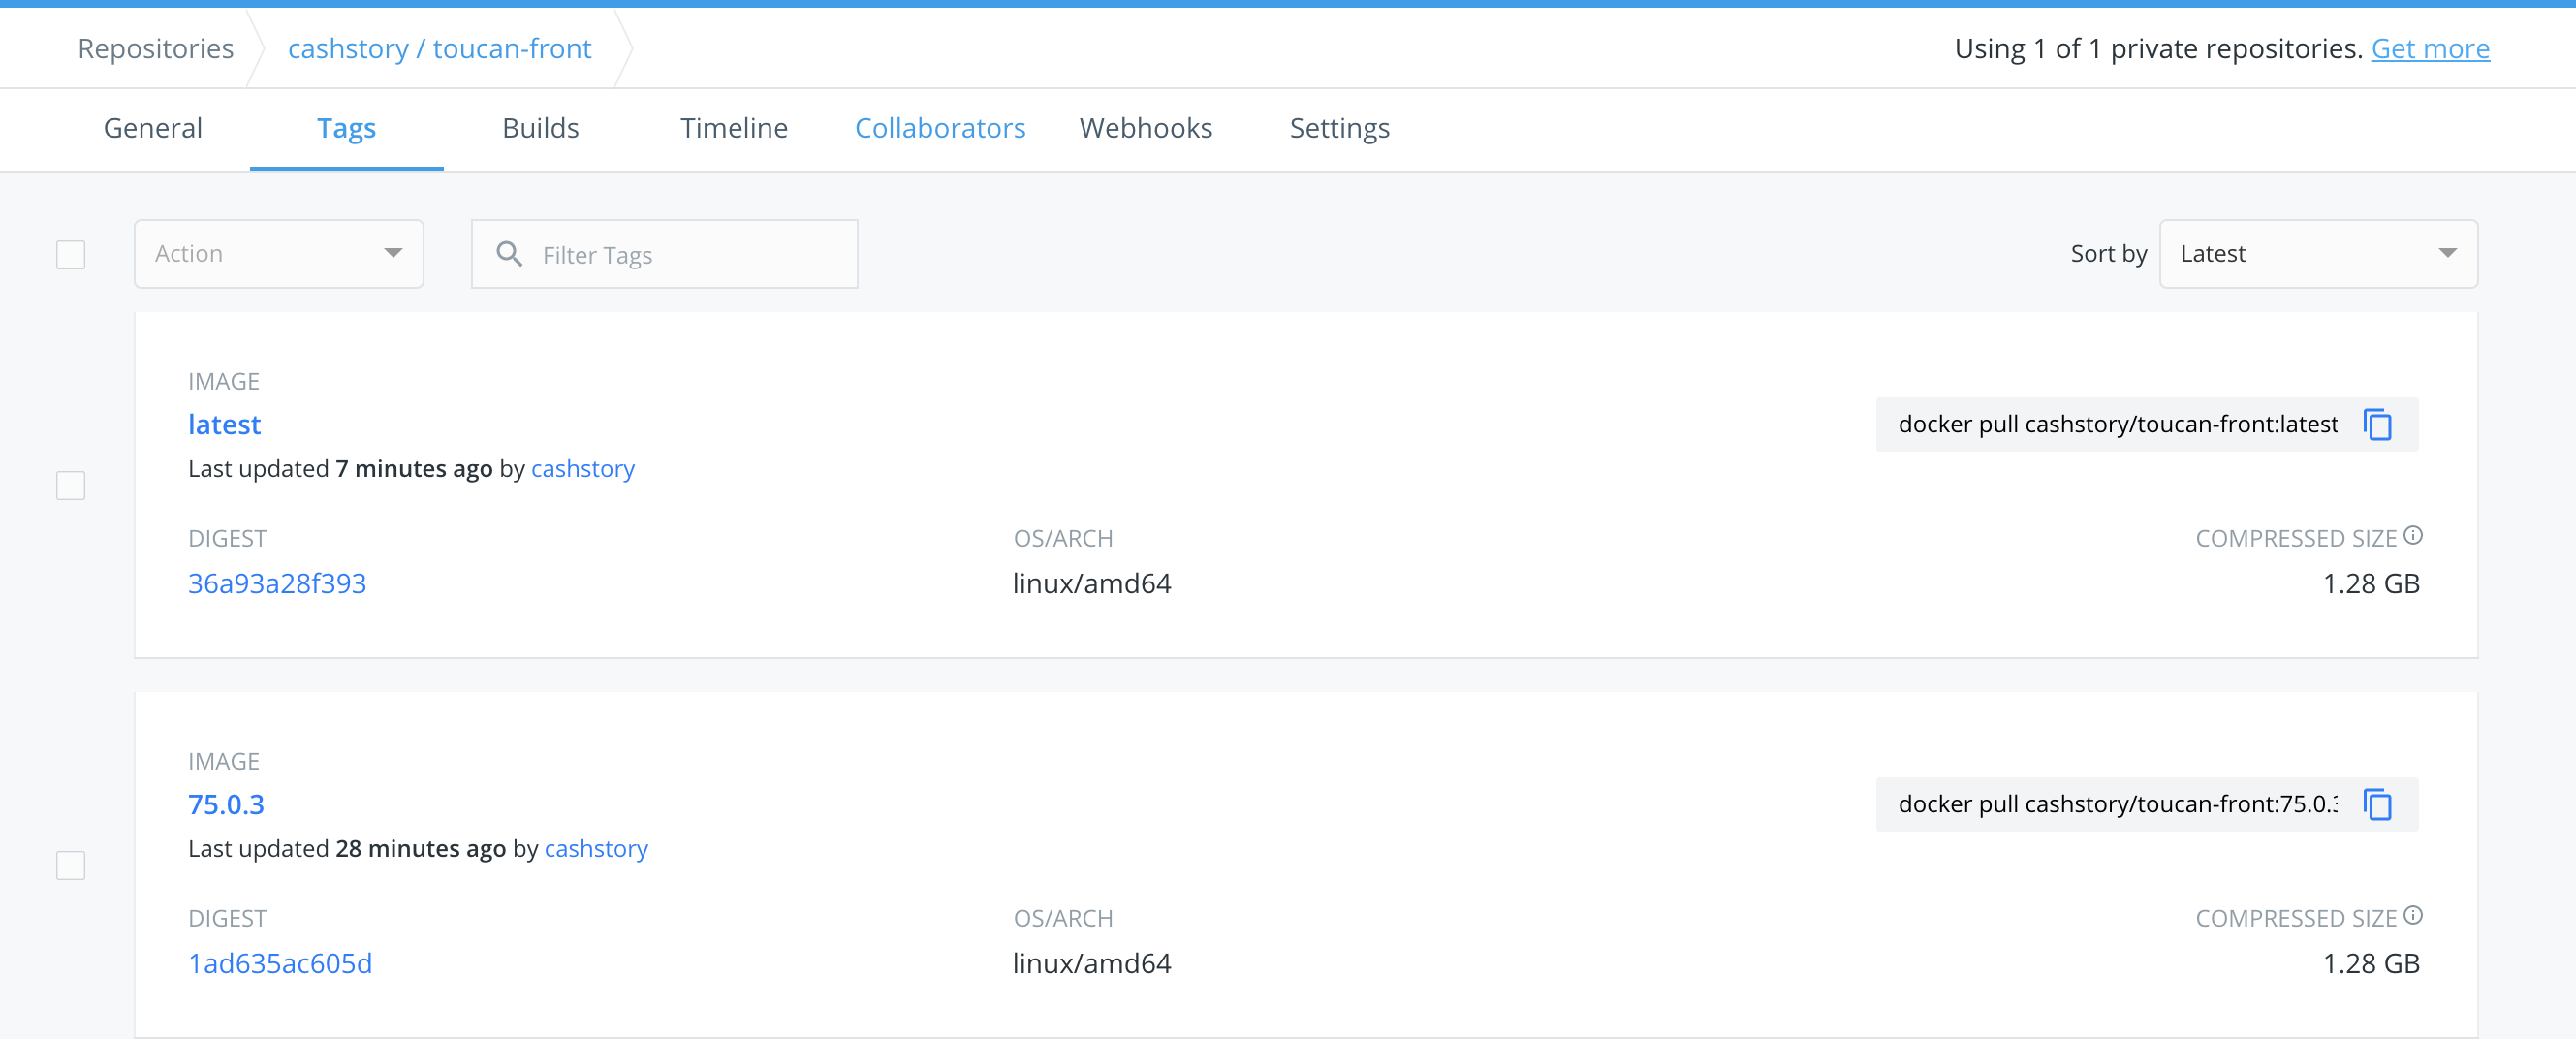 Repositories cashstory / toucan-front Using 1 of 1 private repositories. Get more
General Tags Builds Timeline Collaborators Webhooks Settings
Action Filter Tags Sort by Latest
IMAGE
latest docker pull cashstory/toucan-front:latest
Last updated 7 minutes ago by cashstory
DIGEST OS/ARCH COMPRESSED SIZE
36a93a28f393 linux/amd64 1.28 GB
IMAGE
75.0.3 docker pull cashstory/toucan-front:75.0.3
Last updated 28 minutes ago by cashstory
DIGEST OS/ARCH COMPRESSED SIZE
1ad635ac605d linux/amd64 1.28 GB